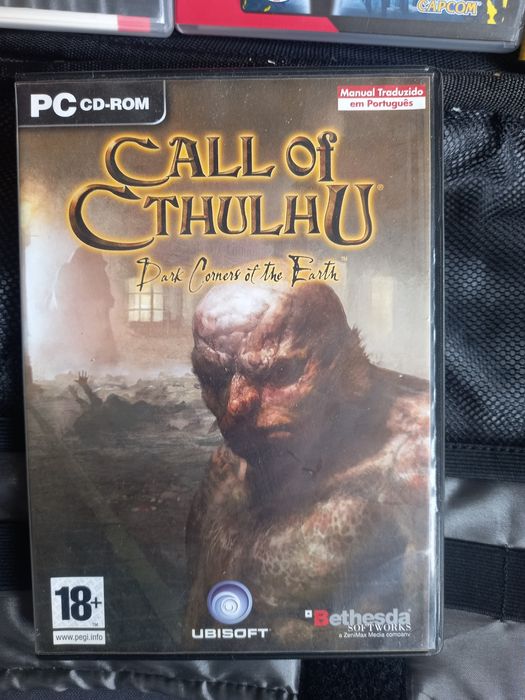 CAPCOM
PC CD-ROM
Manual Traduzido
em Português
CALL of
CTHULHU®
Dark Corners of the Earth™
18+
www.pegi.info
UBISOFT
Bethesda®
SOFTWORKS
a ZeniMax Media company